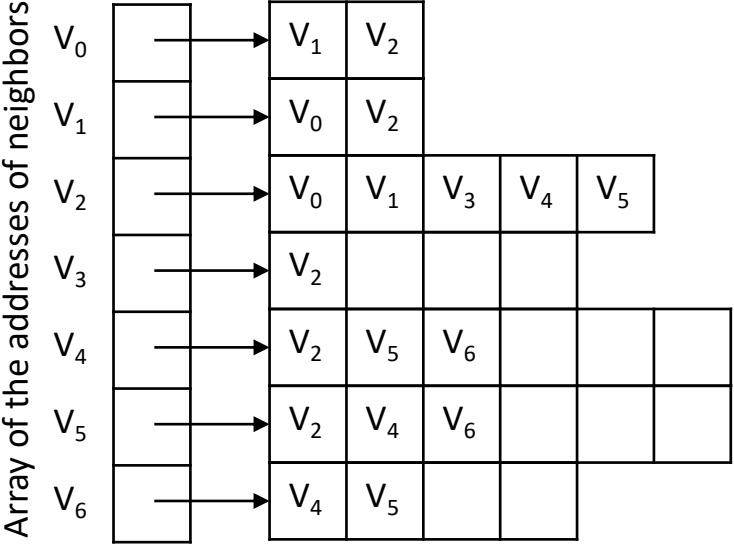 Array of the addresses of neighbors
V₀ V₁ V₂
V₁ V₀ V₂
V₂ V₀ V₁ V₃ V₄ V₅
V₃ V₂
V₄ V₂ V₅ V₆
V₅ V₂ V₄ V₆
V₆ V₄ V₅